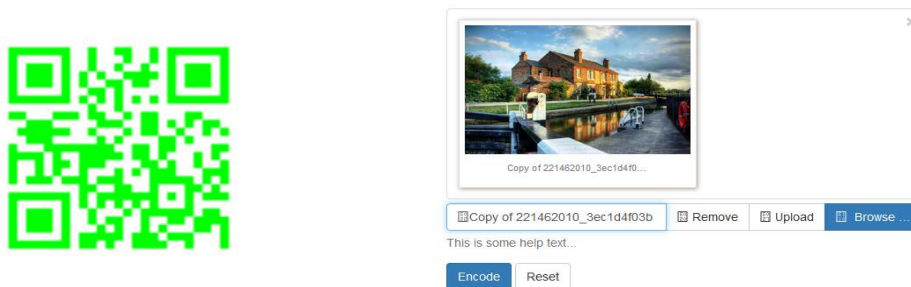 ×
Copy of 221462010_3ec1d4f0...
Copy of 221462010_3ec1d4f03b
Remove
Upload
Browse ...
This is some help text...
Encode
Reset